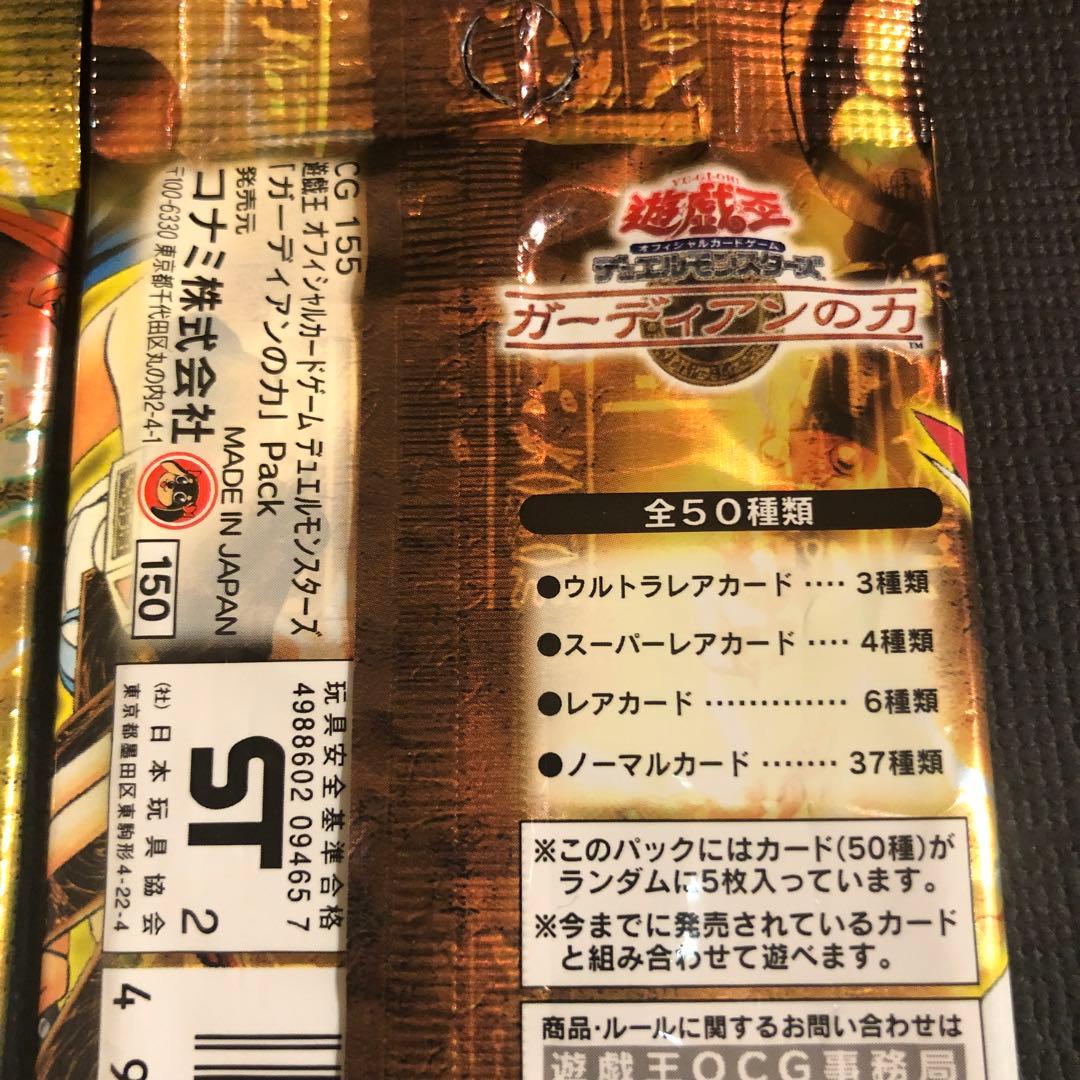 YU-GI-OH!
遊戯王
オフィシャルカードゲーム
デュエルモンスターズ
ガーディアンの力
TM
全50種類
●ウルトラレアカード ‥‥ 3種類
●スーパーレアカード ‥‥ 4種類
●レアカード ‥‥‥‥‥‥‥ 6種類
●ノーマルカード ‥‥‥‥ 37種類
※このパックにはカード(50種)が
ランダムに5枚入っています。
※今までに発売されているカード
と組み合わせて遊べます。
商品・ルールに関するお問い合わせは
遊戯王OCG事務局
CG 155
遊戯王 オフィシャルカードゲーム デュエルモンスターズ
「ガーディアンの力」 Pack
発売元
コナミ株式会社
〒100-6330 東京都千代田区丸の内2-4-1
MADE IN JAPAN
150
玩具安全基準合格
4988602 09465 7
ST
2
(社) 日本玩具協会
東京都墨田区東駒形4-22-4
4 9